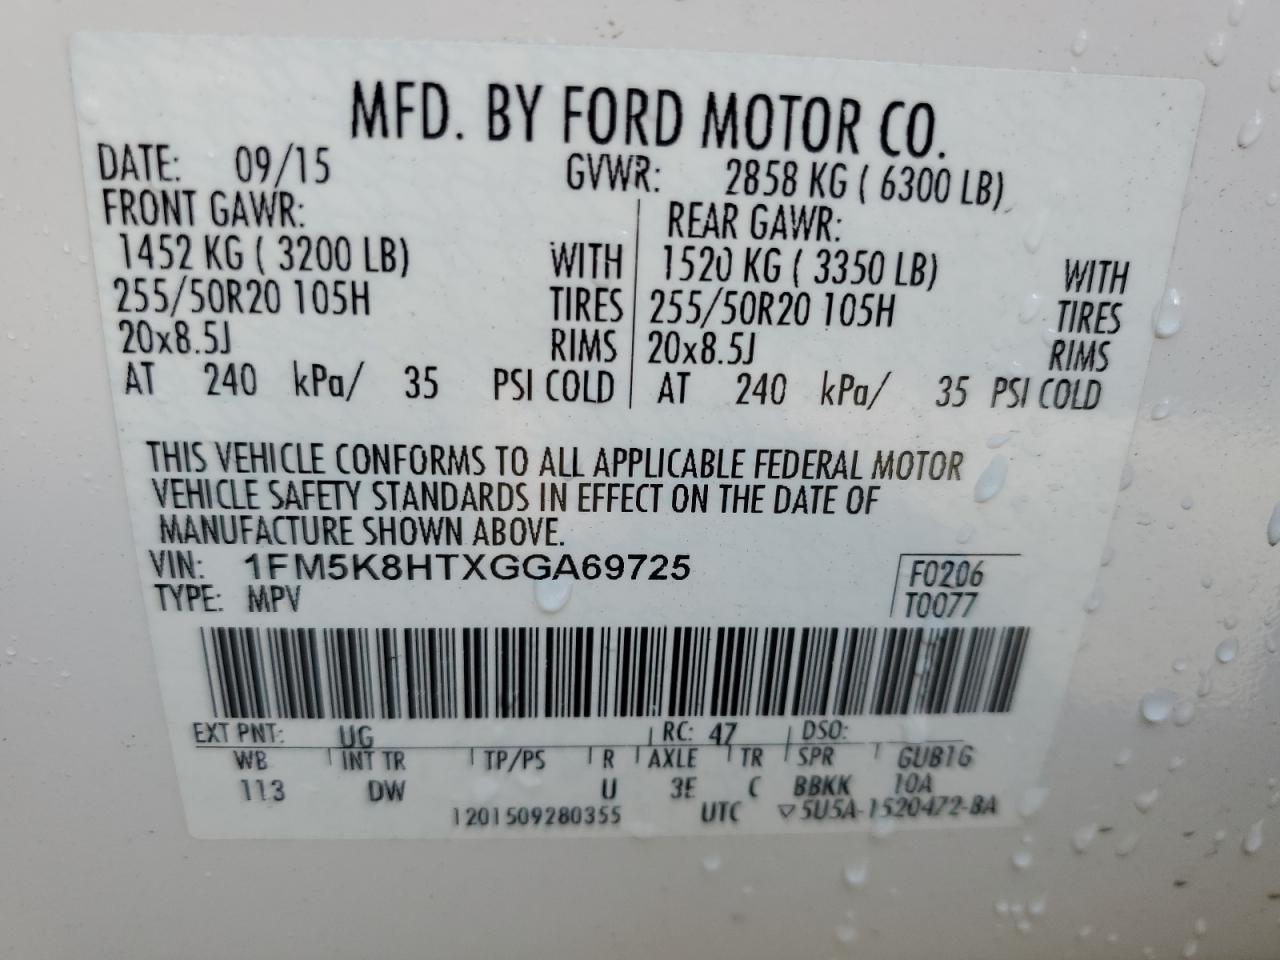 MFD. BY FORD MOTOR CO.
DATE: 09/15 GVWR: 2858 KG ( 6300 LB)
FRONT GAWR: REAR GAWR:
1452 KG ( 3200 LB) WITH 1520 KG ( 3350 LB) WITH
255/50R20 105H TIRES 255/50R20 105H TIRES
20x8.5J RIMS 20x8.5J RIMS
AT 240 kPa/ 35 PSI COLD AT 240 kPa/ 35 PSI COLD
THIS VEHICLE CONFORMS TO ALL APPLICABLE FEDERAL MOTOR
VEHICLE SAFETY STANDARDS IN EFFECT ON THE DATE OF
MANUFACTURE SHOWN ABOVE.
VIN: 1FM5K8HTXGGA69725 F0206
TYPE: MPV T0077
EXT PNT: UG RC: 47 DSO:
WB INT TR TP/PS R AXLE TR SPR GUB1G
113 DW U 3E C BBKK 10A
1201509280355 UTC ▽5U5A-1520472-BA